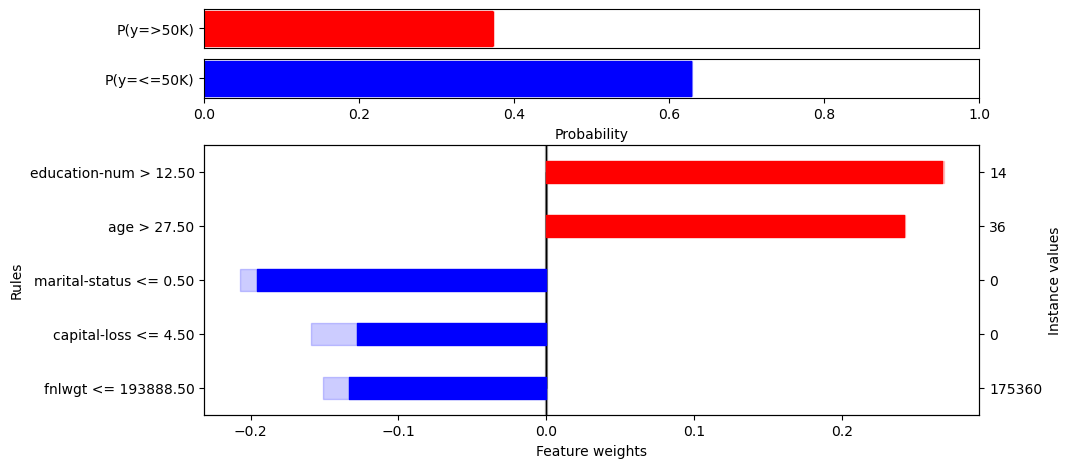 P(y=>50K)
P(y=<=50K)
0.0 0.2 0.4 0.6 0.8 1.0
Probability
education-num > 12.50 14
age > 27.50 36
marital-status <= 0.50 0
capital-loss <= 4.50 0
fnlwgt <= 193888.50 175360
Rules
Instance values
−0.2 −0.1 0.0 0.1 0.2
Feature weights